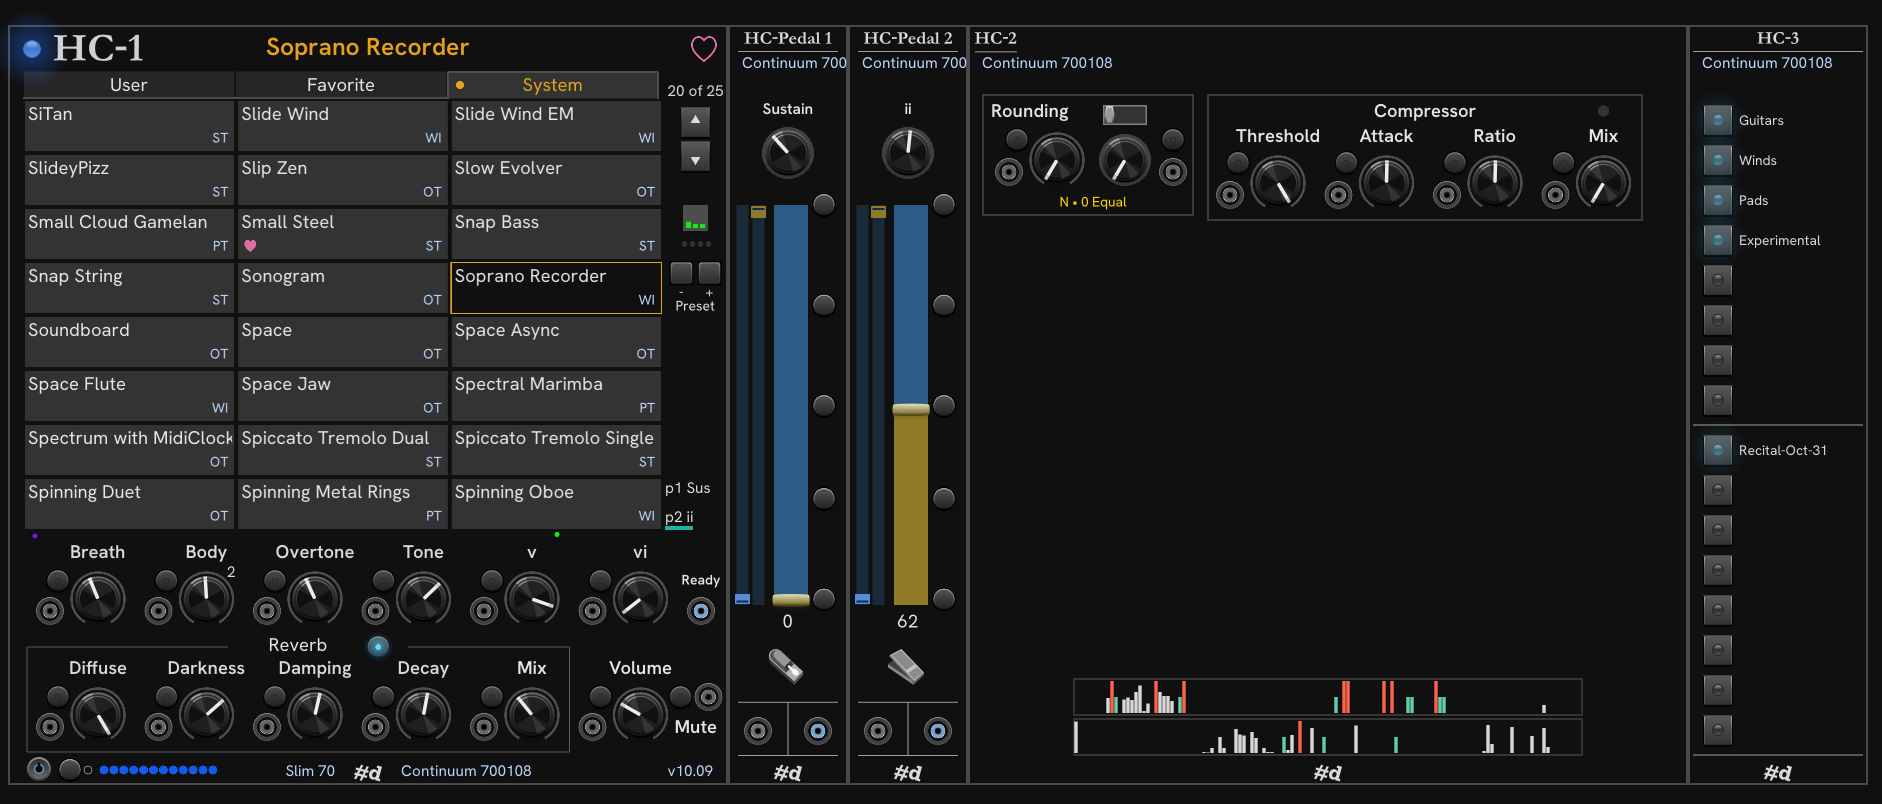 HC-1
Soprano Recorder
User
Favorite
System
20 of 25
SiTan
ST
Slide Wind
WI
Slide Wind EM
WI
SlideyPizz
ST
Slip Zen
OT
Slow Evolver
OT
Small Cloud Gamelan
PT
Small Steel
ST
Snap Bass
ST
Snap String
ST
Sonogram
OT
Soprano Recorder
WI
- +
Preset
Soundboard
OT
Space
OT
Space Async
OT
Space Flute
WI
Space Jaw
OT
Spectral Marimba
PT
Spectrum with MidiClock
OT
Spiccato Tremolo Dual
ST
Spiccato Tremolo Single
ST
Spinning Duet
OT
Spinning Metal Rings
PT
Spinning Oboe
WI
p1 Sus
p2 ii
Breath
Body
2
Overtone
Tone
v
vi
Ready
Reverb
Diffuse
Darkness
Damping
Decay
Mix
Volume
Mute
Slim 70
#d
Continuum 700108
v10.09
HC-Pedal 1
Continuum 700
Sustain
0
#d
HC-Pedal 2
Continuum 700
ii
62
#d
HC-2
Continuum 700108
Rounding
N ▪ 0 Equal
Compressor
Threshold
Attack
Ratio
Mix
#d
HC-3
Continuum 700108
Guitars
Winds
Pads
Experimental
Recital-Oct-31
#d